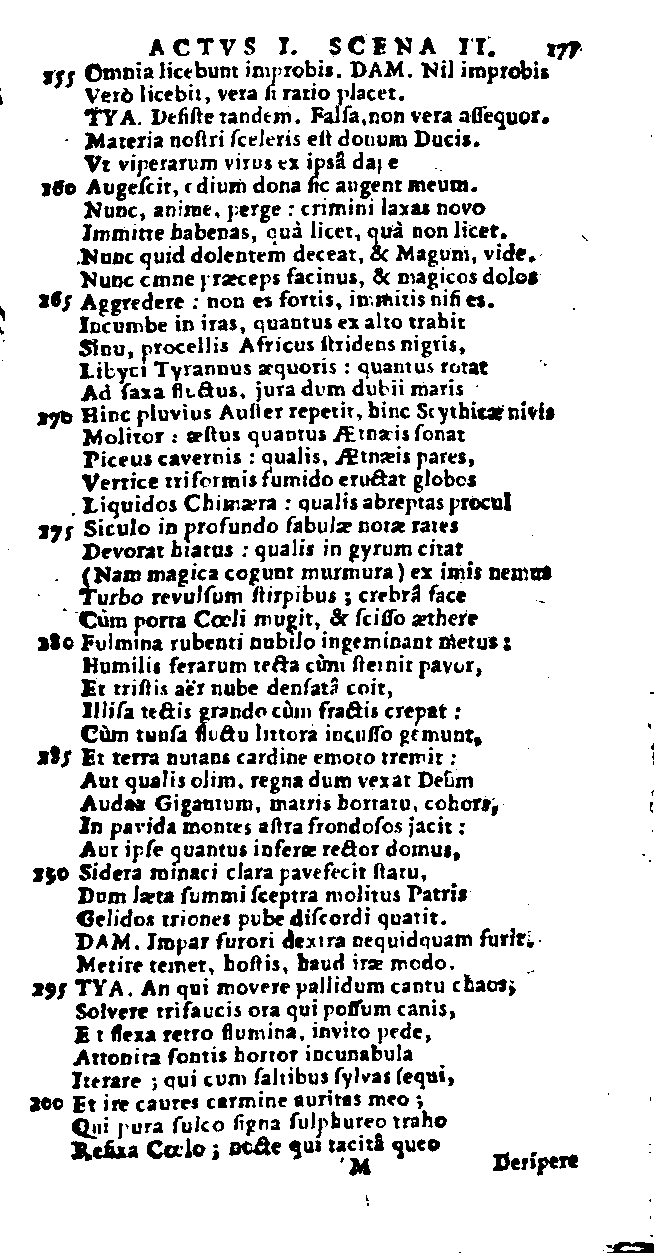 ACTVS I. SCENA II. 177
255 Omnia licebunt improbis. DAM. Nil improbis
Verò licebit, vera si ratio placet.
TYA. Desiste tandem. Falsa, non vera assequor.
Materia nostri sceleris est donum Ducis.
Vt viperarum virus ex ipsâ daje
260 Augescit, odium dona sic augent meum.
Nunc, anime, perge : crimini laxas novo
Immitte habenas, quà licet, quà non licet.
Nunc quid dolentem deceat, & Magum, vide.
Nunc omne præceps facinus, & magicos dolos
265 Aggredere : non es fortis, immitis nisi es.
Incumbe in iras, quantus ex alto trahit
Sinu, procellis Africus stridens nigris,
Libyci Tyrannus æquoris : quantus rotat
Ad saxa fluctus, jura dum dubii maris
270 Hinc pluvius Auster repetit, hinc Scythicæ nivis
Molitor : æstus quantus Ætnæis sonat
Piceus cavernis : qualis, Ætnæis pares,
Vertice triformis fumido eructat globos
Liquidos Chimæra : qualis abreptas procul
275 Siculo in profundo fabulæ notæ rates
Devorat hiatus : qualis in gyrum citat
(Nam magica cogunt murmura) ex imis nemus
Turbo revulsum stirpibus ; crebrâ face
Cùm porta Cœli mugit, & scisso æthere
280 Fulmina rubenti nubilo ingeminant metus :
Humilis ferarum tecta cùm sternit pavor,
Et tristis aër nube densatâ coit,
Illisa tectis grando cùm fractis crepat :
Cùm tunsa fluctu littora incusso gemunt,
285 Et terra nutans cardine emoto tremit :
Aut qualis olim, regna dum vexat Deûm
Audax Gigantum, matris hortatu, cohors,
In pavida montes astra frondosos jacit :
Aut ipse quantus inferæ rector domus,
230 Sidera minaci clara pavefecit statu,
Dum læta summi sceptra molitus Patris
Gelidos triones pube discordi quatit.
DAM. Impar furori dextra nequidquam furit.
Metire temet, hostis, haud iræ modo.
295 TYA. An qui movere pallidum cantu chaos ;
Solvere trifaucis ora qui possum canis,
Et flexa retro flumina, invito pede,
Attonita fontis hortor incunabula
Iterare ; qui cum saltibus sylvas sequi,
200 Et ire cautes carmine auritas meo ;
Qui pura sulco signa sulphureo traho
Refixa Cœlo ; nocte qui tacitâ queo
M Deripere